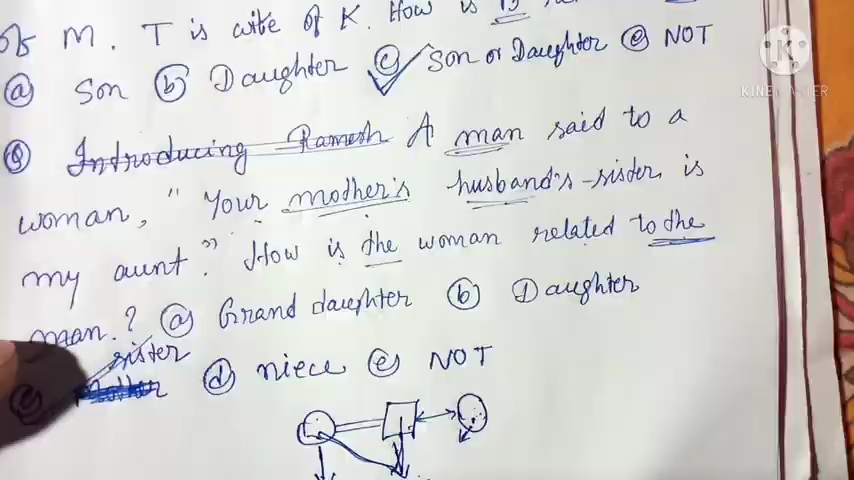 of M. T is wite of K. How is
(a) Son (b) Daughter (c) Son or Daughter (e) NOT
K
KINEMASTER
(Q) Introducing Ramesh A man said to a
woman, " Your mother's husband's sister is
my aunt." How is the woman related to the
man.? (a) Grand daughter (b) Daughter
sister
(c) Mother (d) niece (e) NOT